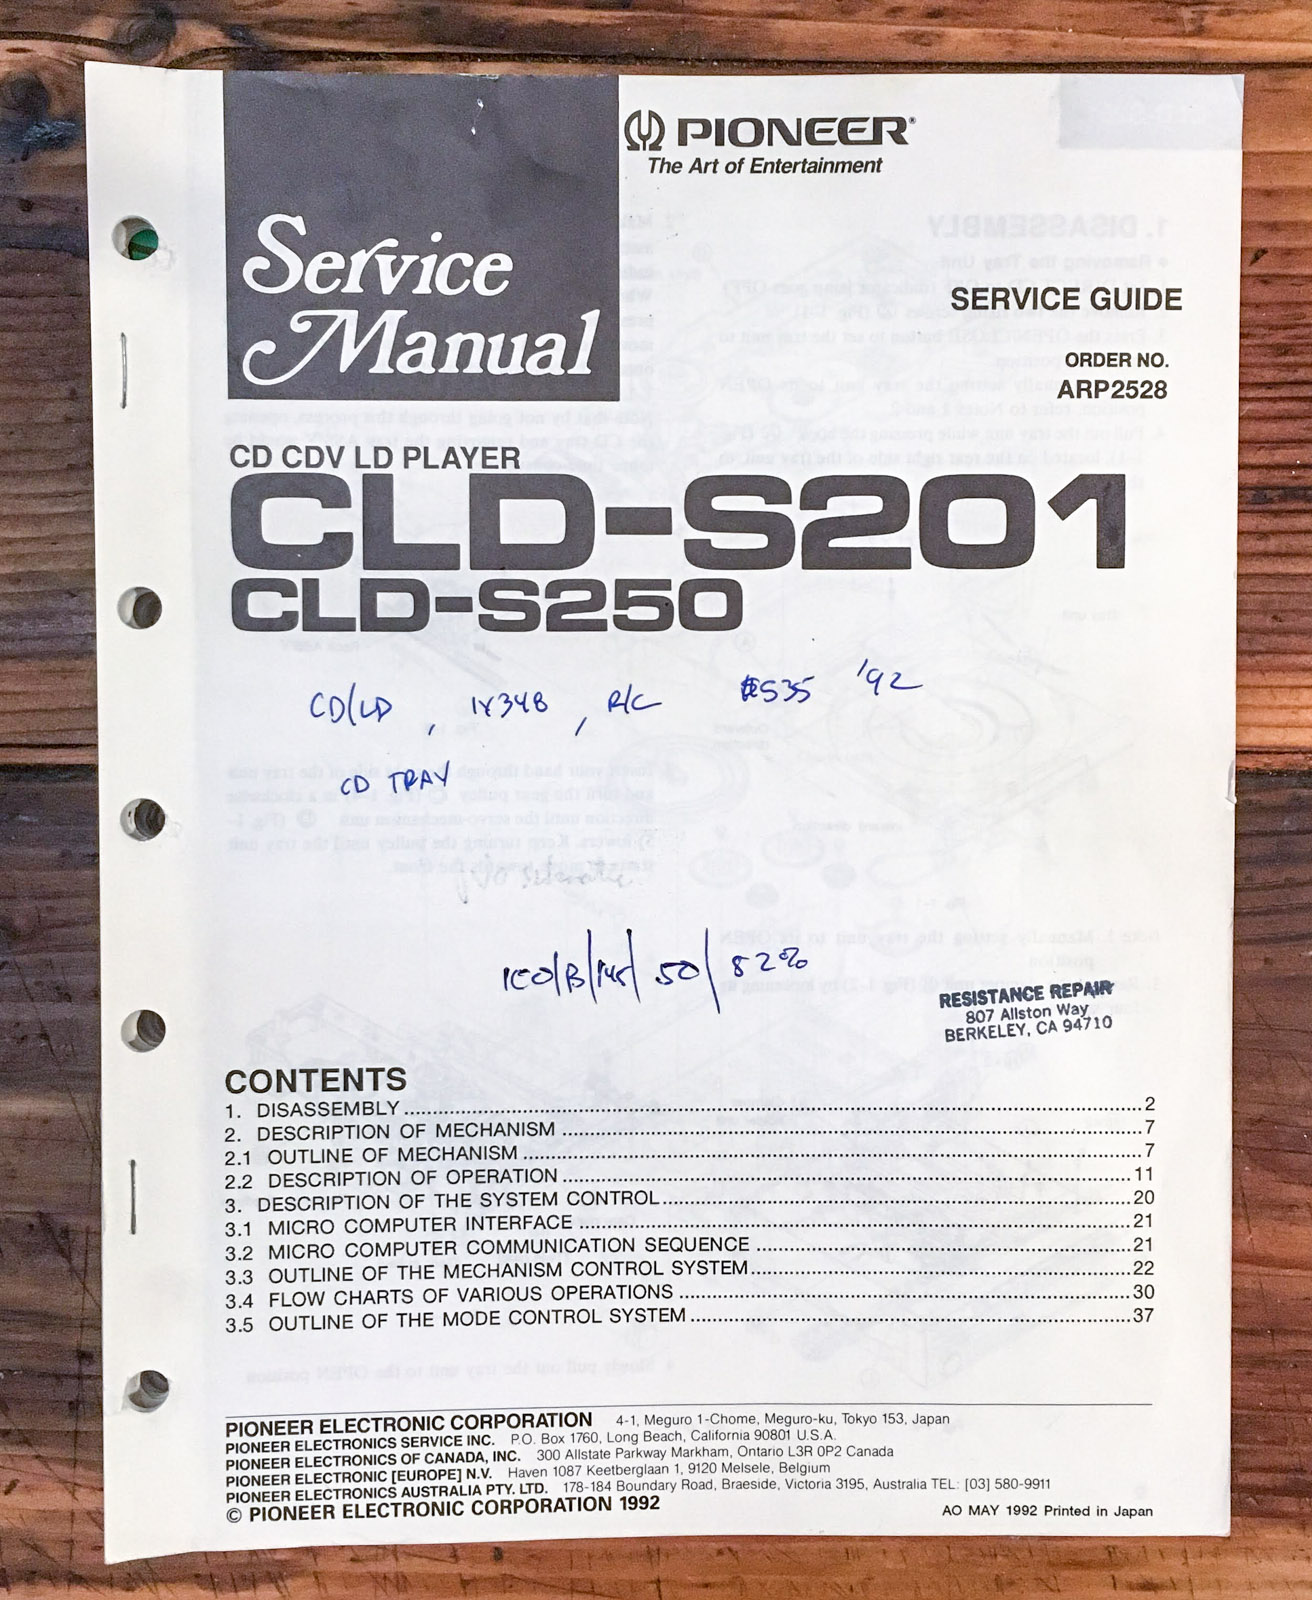 PIONEER®
The Art of Entertainment
Service
Manual
SERVICE GUIDE
ORDER NO.
ARP2528
CD CDV LD PLAYER
CLD-S201
CLD-S250
CD/LD, 1x348, R/C $535 '92
CD TRAY
/B/145/.50/82%
RESISTANCE REPAIR
807 Allston Way
BERKELEY, CA 94710
CONTENTS
1. DISASSEMBLY 2
2. DESCRIPTION OF MECHANISM 7
2.1 OUTLINE OF MECHANISM 7
2.2 DESCRIPTION OF OPERATION 11
3. DESCRIPTION OF THE SYSTEM CONTROL 20
3.1 MICRO COMPUTER INTERFACE 21
3.2 MICRO COMPUTER COMMUNICATION SEQUENCE 21
3.3 OUTLINE OF THE MECHANISM CONTROL SYSTEM 22
3.4 FLOW CHARTS OF VARIOUS OPERATIONS 30
3.5 OUTLINE OF THE MODE CONTROL SYSTEM 37
PIONEER ELECTRONIC CORPORATION 4-1, Meguro 1-Chome, Meguro-ku, Tokyo 153, Japan
PIONEER ELECTRONICS SERVICE INC. P.O. Box 1760, Long Beach, California 90801 U.S.A.
PIONEER ELECTRONICS OF CANADA, INC. 300 Allstate Parkway Markham, Ontario L3R 0P2 Canada
PIONEER ELECTRONIC [EUROPE] N.V. Haven 1087 Keetberglaan 1, 9120 Melsele, Belgium
PIONEER ELECTRONICS AUSTRALIA PTY. LTD. 178-184 Boundary Road, Braeside, Victoria 3195, Australia TEL: [03] 580-9911
© PIONEER ELECTRONIC CORPORATION 1992
AO MAY 1992 Printed in Japan